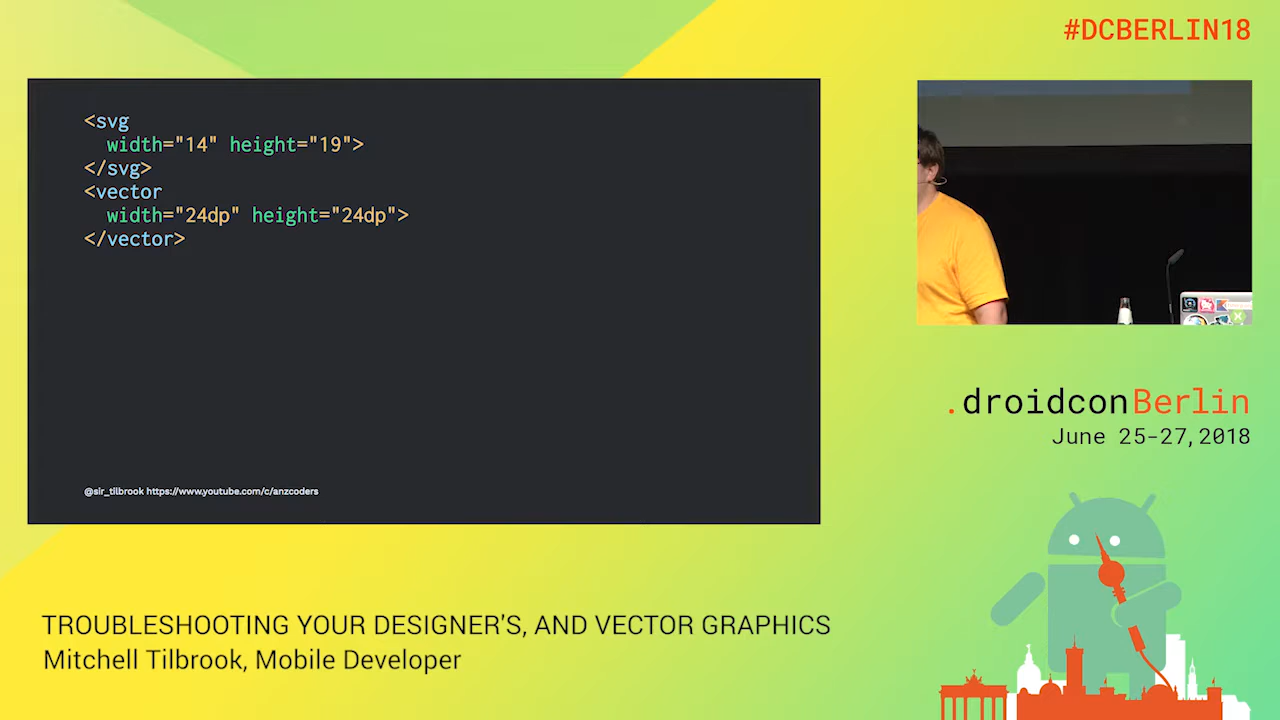 #DCBERLIN18
<svg
width="14" height="19">
</svg>
<vector
width="24dp" height="24dp">
</vector>
@sir_tilbrook https://www.youtube.com/c/anzcoders
.droidconBerlin
June 25-27,2018
TROUBLESHOOTING YOUR DESIGNER'S, AND VECTOR GRAPHICS
Mitchell Tilbrook, Mobile Developer